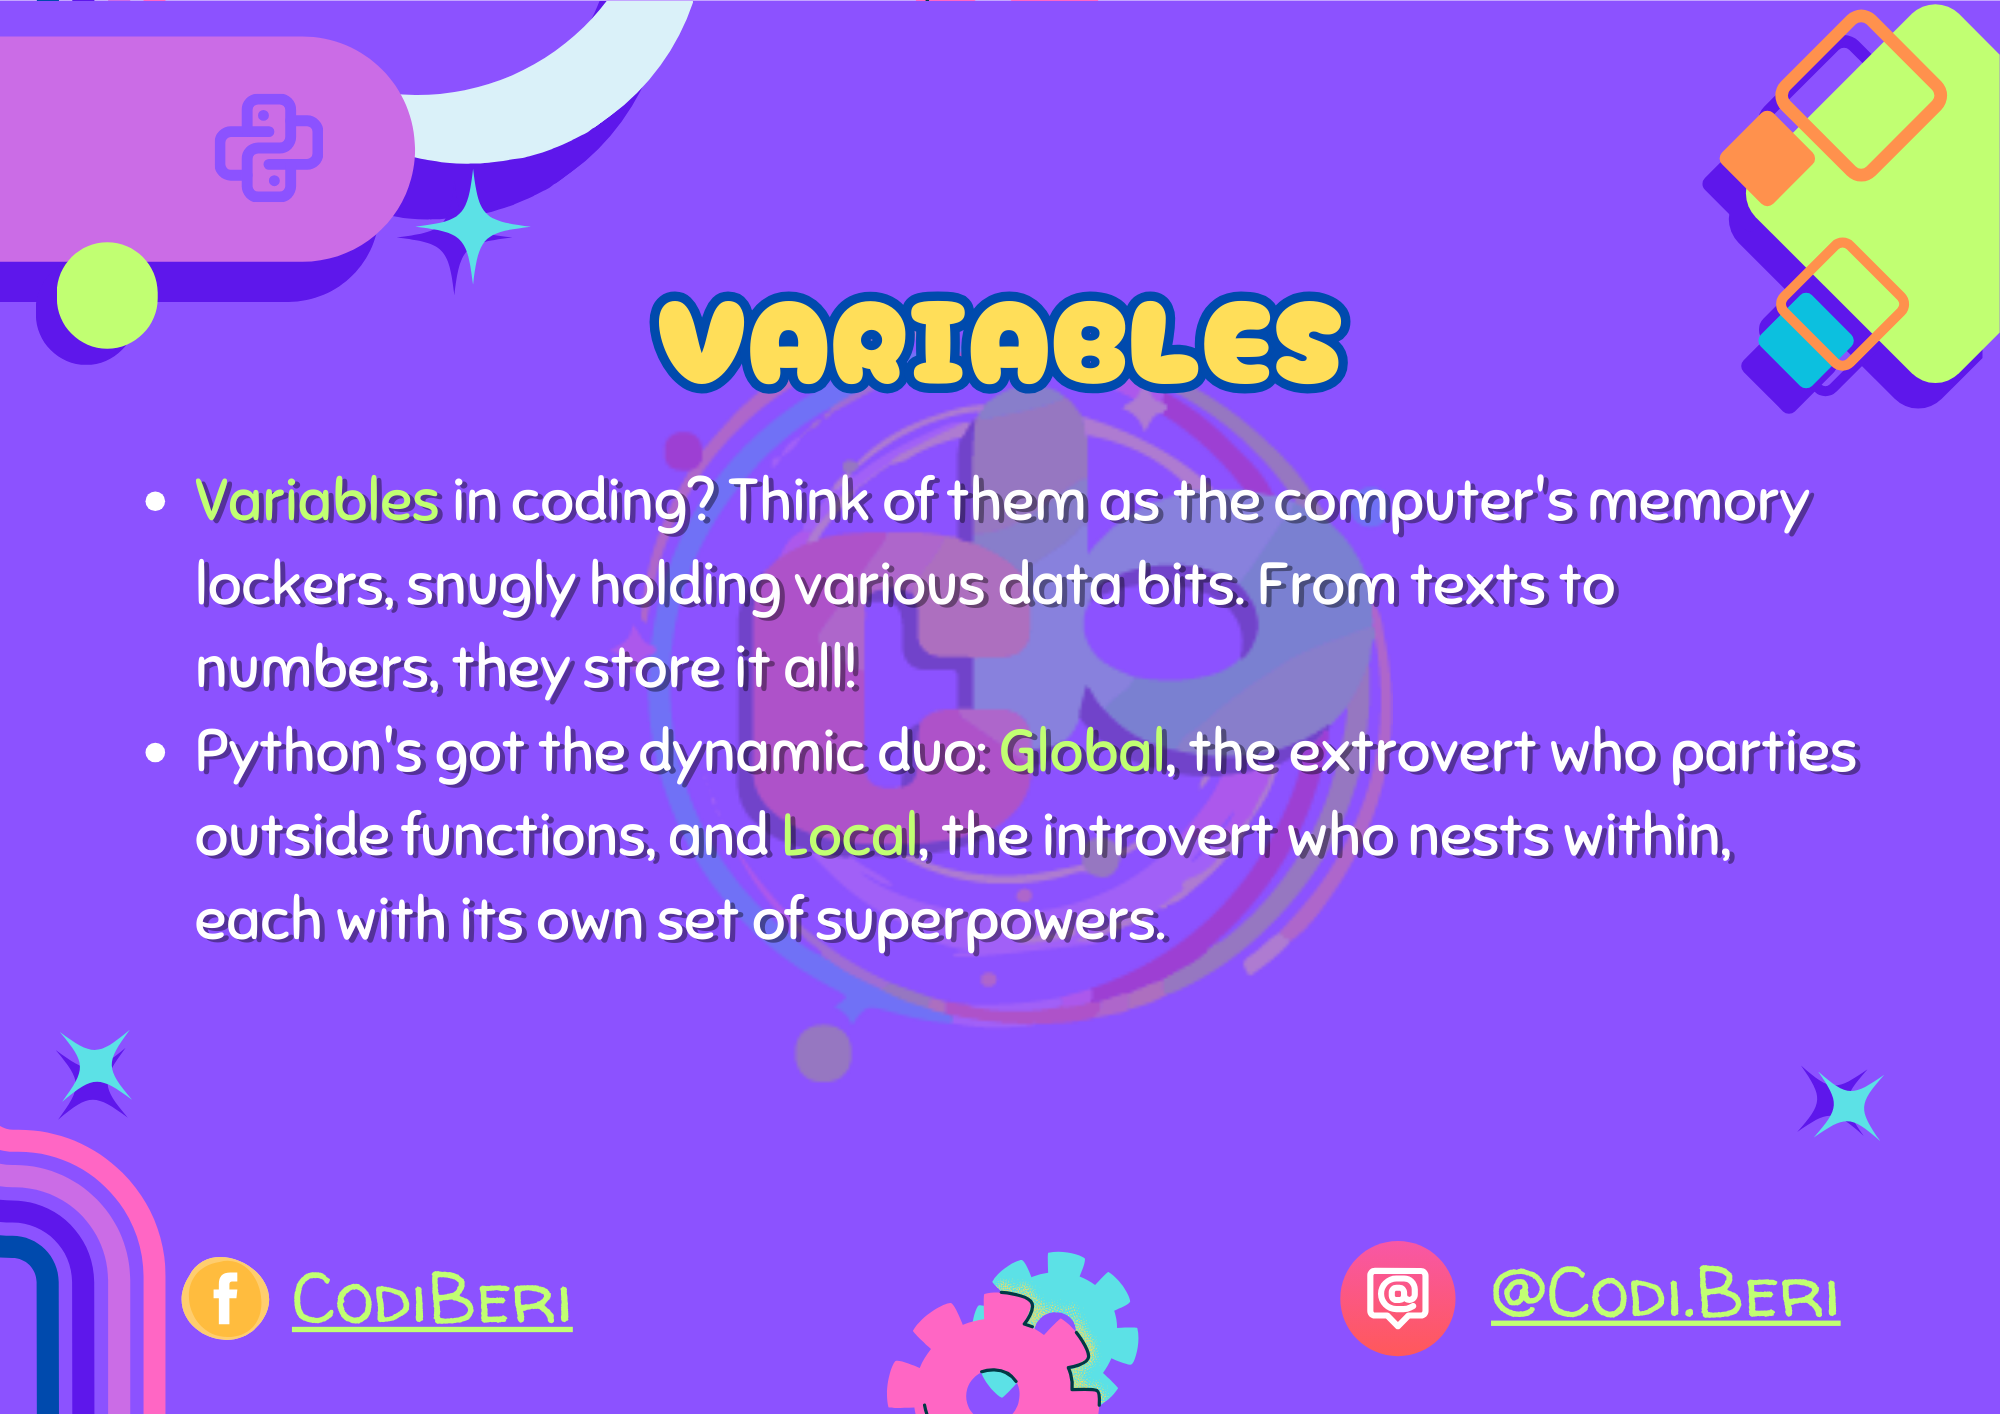 VARIABLES
• Variables in coding? Think of them as the computer's memory
lockers, snugly holding various data bits. From texts to
numbers, they store it all!
• Python's got the dynamic duo: Global, the extrovert who parties
outside functions, and Local, the introvert who nests within,
each with its own set of superpowers.
CodiBeri
@Codi.Beri